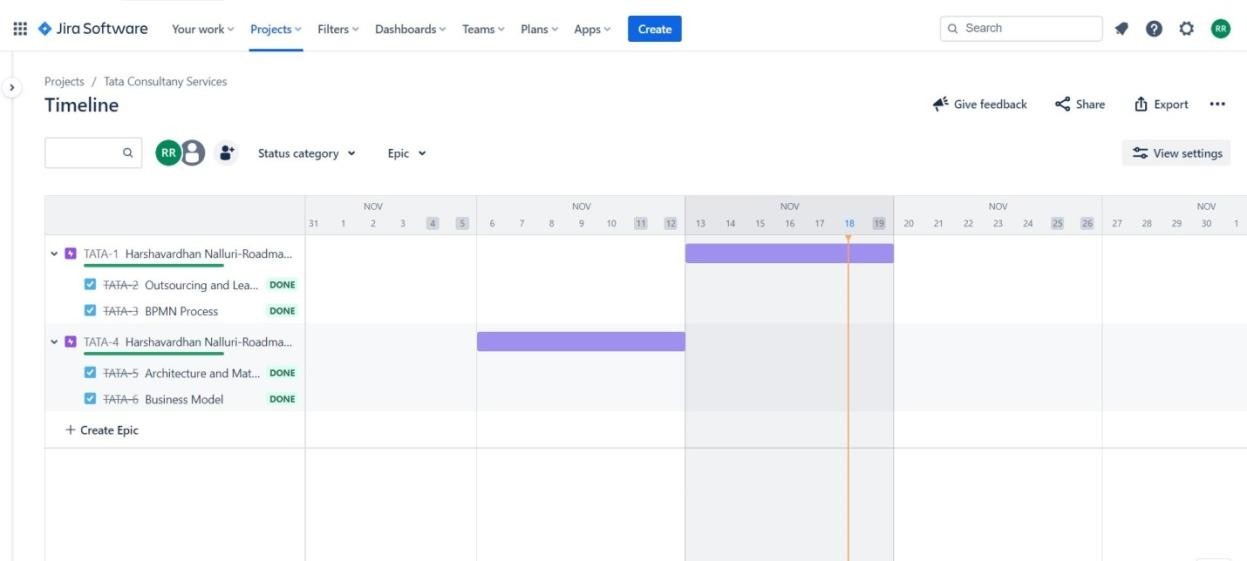 Jira Software Your work Projects Filters Dashboards Teams Plans Apps Create Search RR
Projects / Tata Consultany Services
Timeline
Give feedback Share Export
RR Status category Epic View settings
NOV NOV NOV NOV NOV
31 1 2 3 4 5 6 7 8 9 10 11 12 13 14 15 16 17 18 19 20 21 22 23 24 25 26 27 28 29 30 1
TATA-1 Harshavardhan Nalluri-Roadma...
TATA-2 Outsourcing and Lea... DONE
TATA-3 BPMN Process DONE
TATA-4 Harshavardhan Nalluri-Roadma...
TATA-5 Architecture and Mat... DONE
TATA-6 Business Model DONE
+ Create Epic